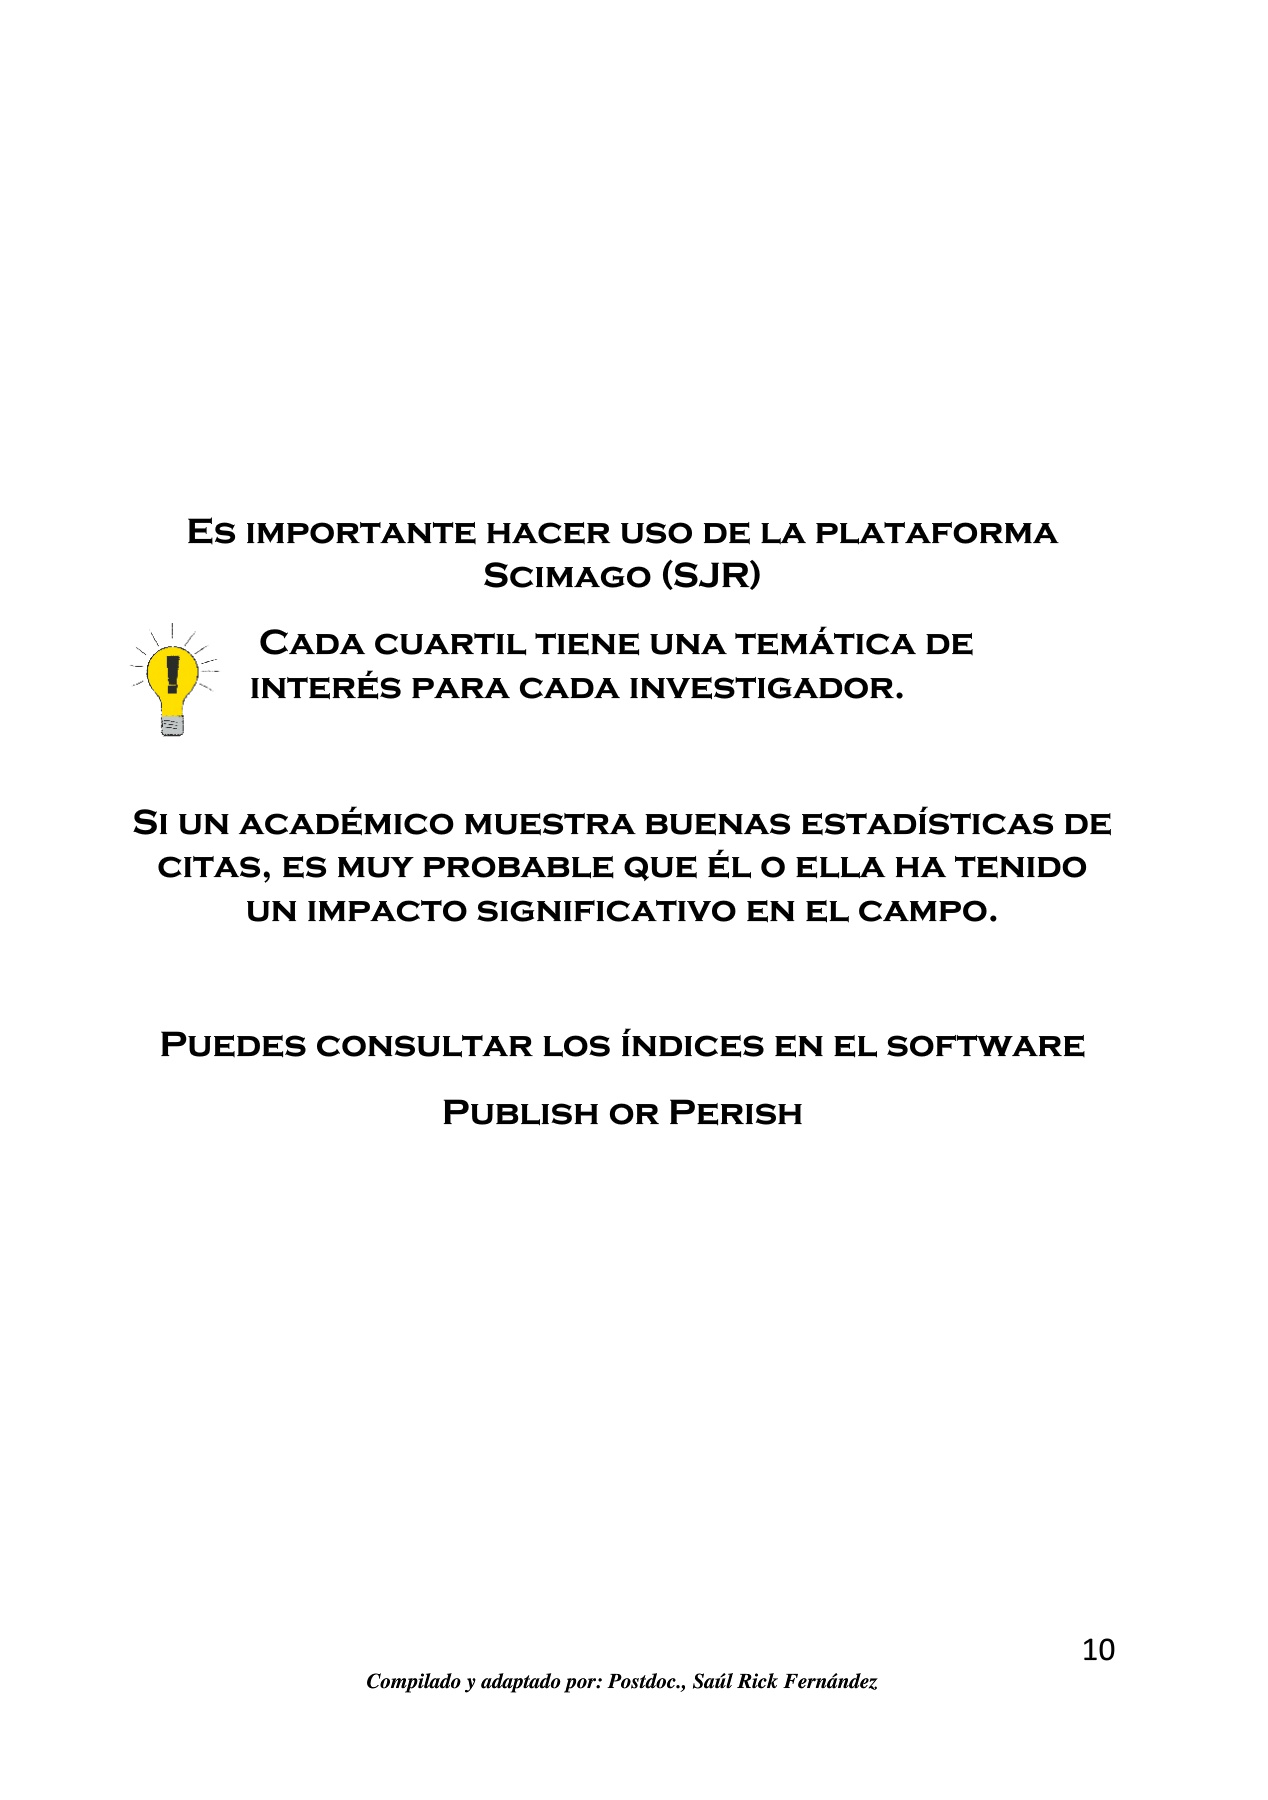 Es importante hacer uso de la plataforma
Scimago (SJR)
Cada cuartil tiene una temática de
interés para cada investigador.
Si un académico muestra buenas estadísticas de
citas, es muy probable que él o ella ha tenido
un impacto significativo en el campo.
Puedes consultar los índices en el software
Publish or Perish
10
Compilado y adaptado por: Postdoc., Saúl Rick Fernández